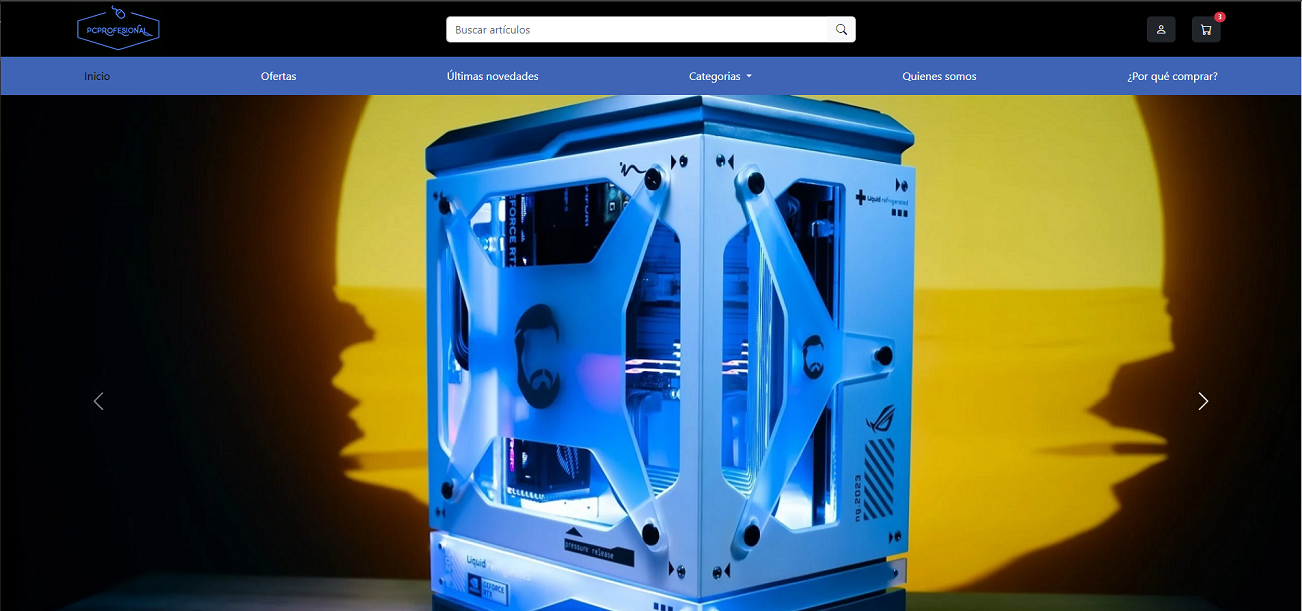 PCPROFESIONAL
Buscar artículos
3
Inicio
Ofertas
Últimas novedades
Categorias
Quienes somos
¿Por qué comprar?
Liquid refrigerated
GEFORCE RTX
ng.2023
pressure release
Liquid
GEFORCE
RTX